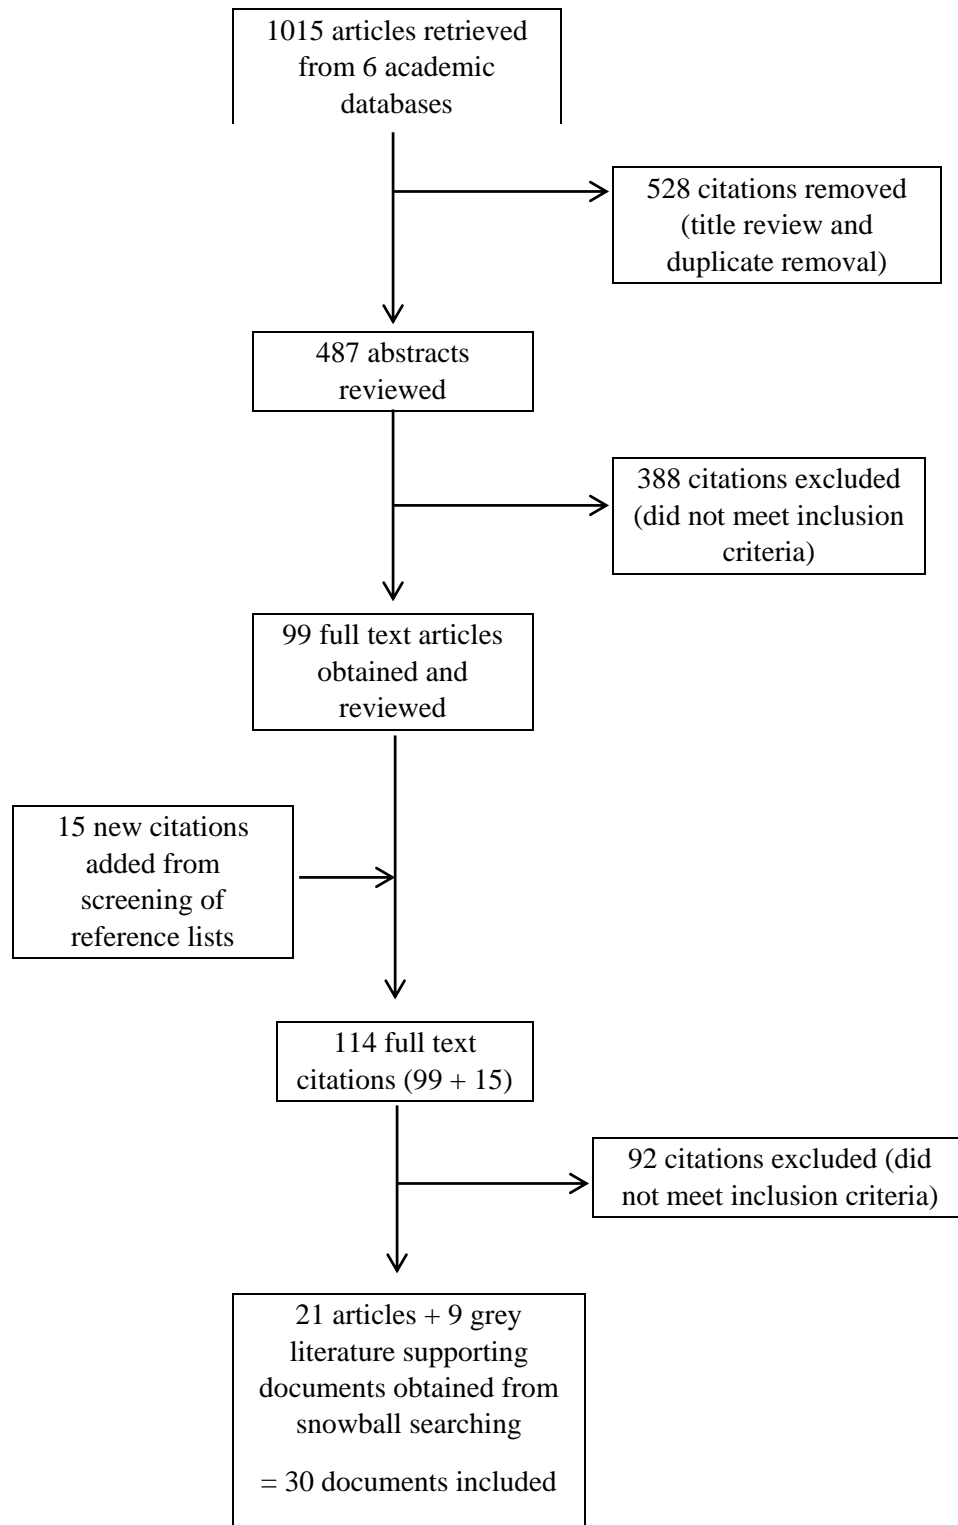 1015 articles retrieved
from 6 academic
databases
528 citations removed
(title review and
duplicate removal)
487 abstracts
reviewed
388 citations excluded
(did not meet inclusion
criteria)
99 full text articles
obtained and
reviewed
15 new citations
added from
screening of
reference lists
114 full text
citations (99 + 15)
92 citations excluded (did
not meet inclusion criteria)
21 articles + 9 grey
literature supporting
documents obtained from
snowball searching
= 30 documents included